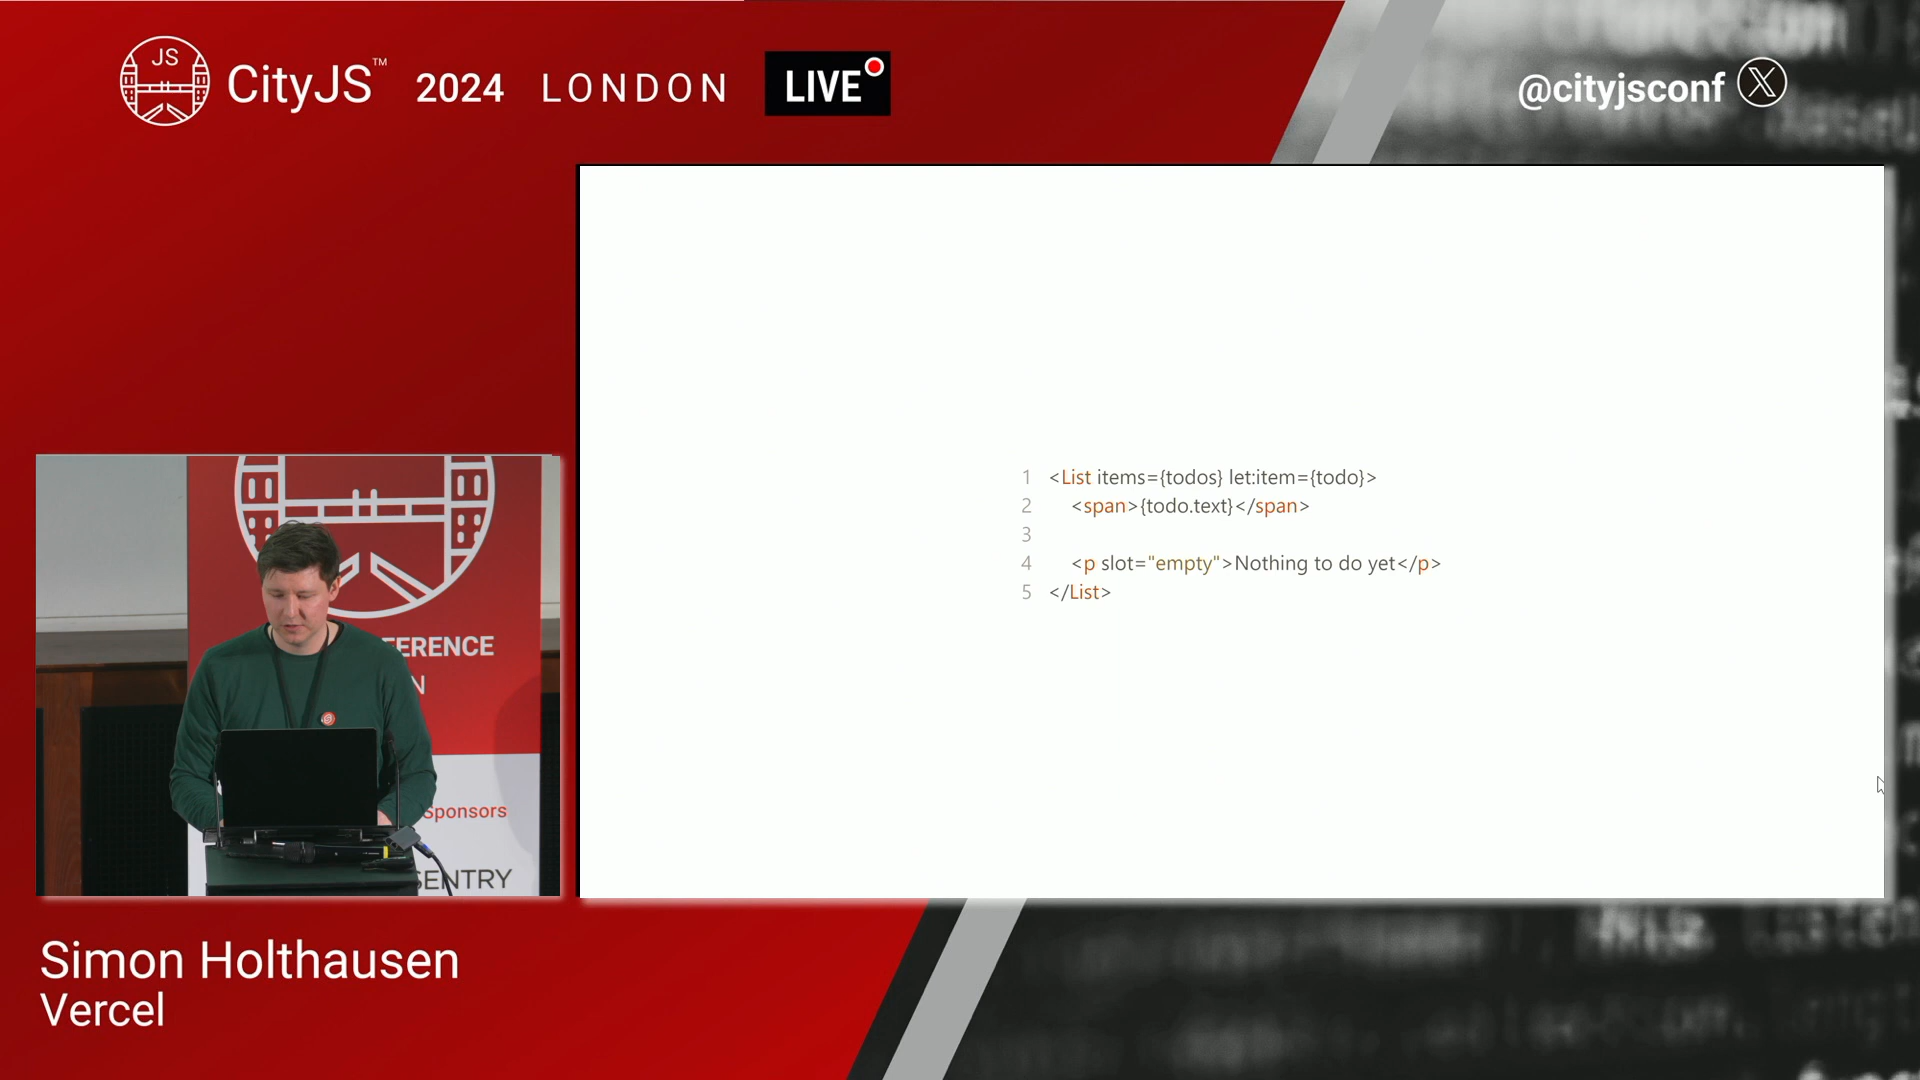 JS
CityJS™ 2024 LONDON LIVE
@cityjsconf X
1 <List items={todos} let:item={todo}>
2 <span>{todo.text}</span>
3
4 <p slot="empty">Nothing to do yet</p>
5 </List>
ERENCE
N
Sponsors
SENTRY
Simon Holthausen
Vercel